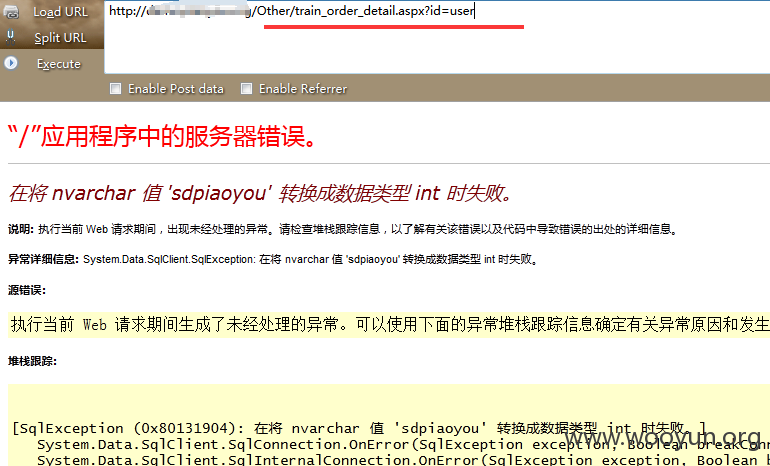 Load URL
http://
/Other/train_order_detail.aspx?id=user
Split URL
Execute
Enable Post data Enable Referrer
“/”应用程序中的服务器错误。
在将 nvarchar 值 'sdpiaoyou' 转换成数据类型 int 时失败。
说明: 执行当前 Web 请求期间，出现未经处理的异常。请检查堆栈跟踪信息，以了解有关该错误以及代码中导致错误的出处的详细信息。
异常详细信息: System.Data.SqlClient.SqlException: 在将 nvarchar 值 'sdpiaoyou' 转换成数据类型 int 时失败。
源错误:
执行当前 Web 请求期间生成了未经处理的异常。可以使用下面的异常堆栈跟踪信息确定有关异常原因和发生
堆栈跟踪:
[SqlException (0x80131904): 在将 nvarchar 值 'sdpiaoyou' 转换成数据类型 int 时失败。]
System.Data.SqlClient.SqlConnection.OnError(SqlException exception, Boolean breakConn
System.Data.SqlClient.SqlInternalConnection.OnError(SqlException exception, Boolean b
www.wooyun.org